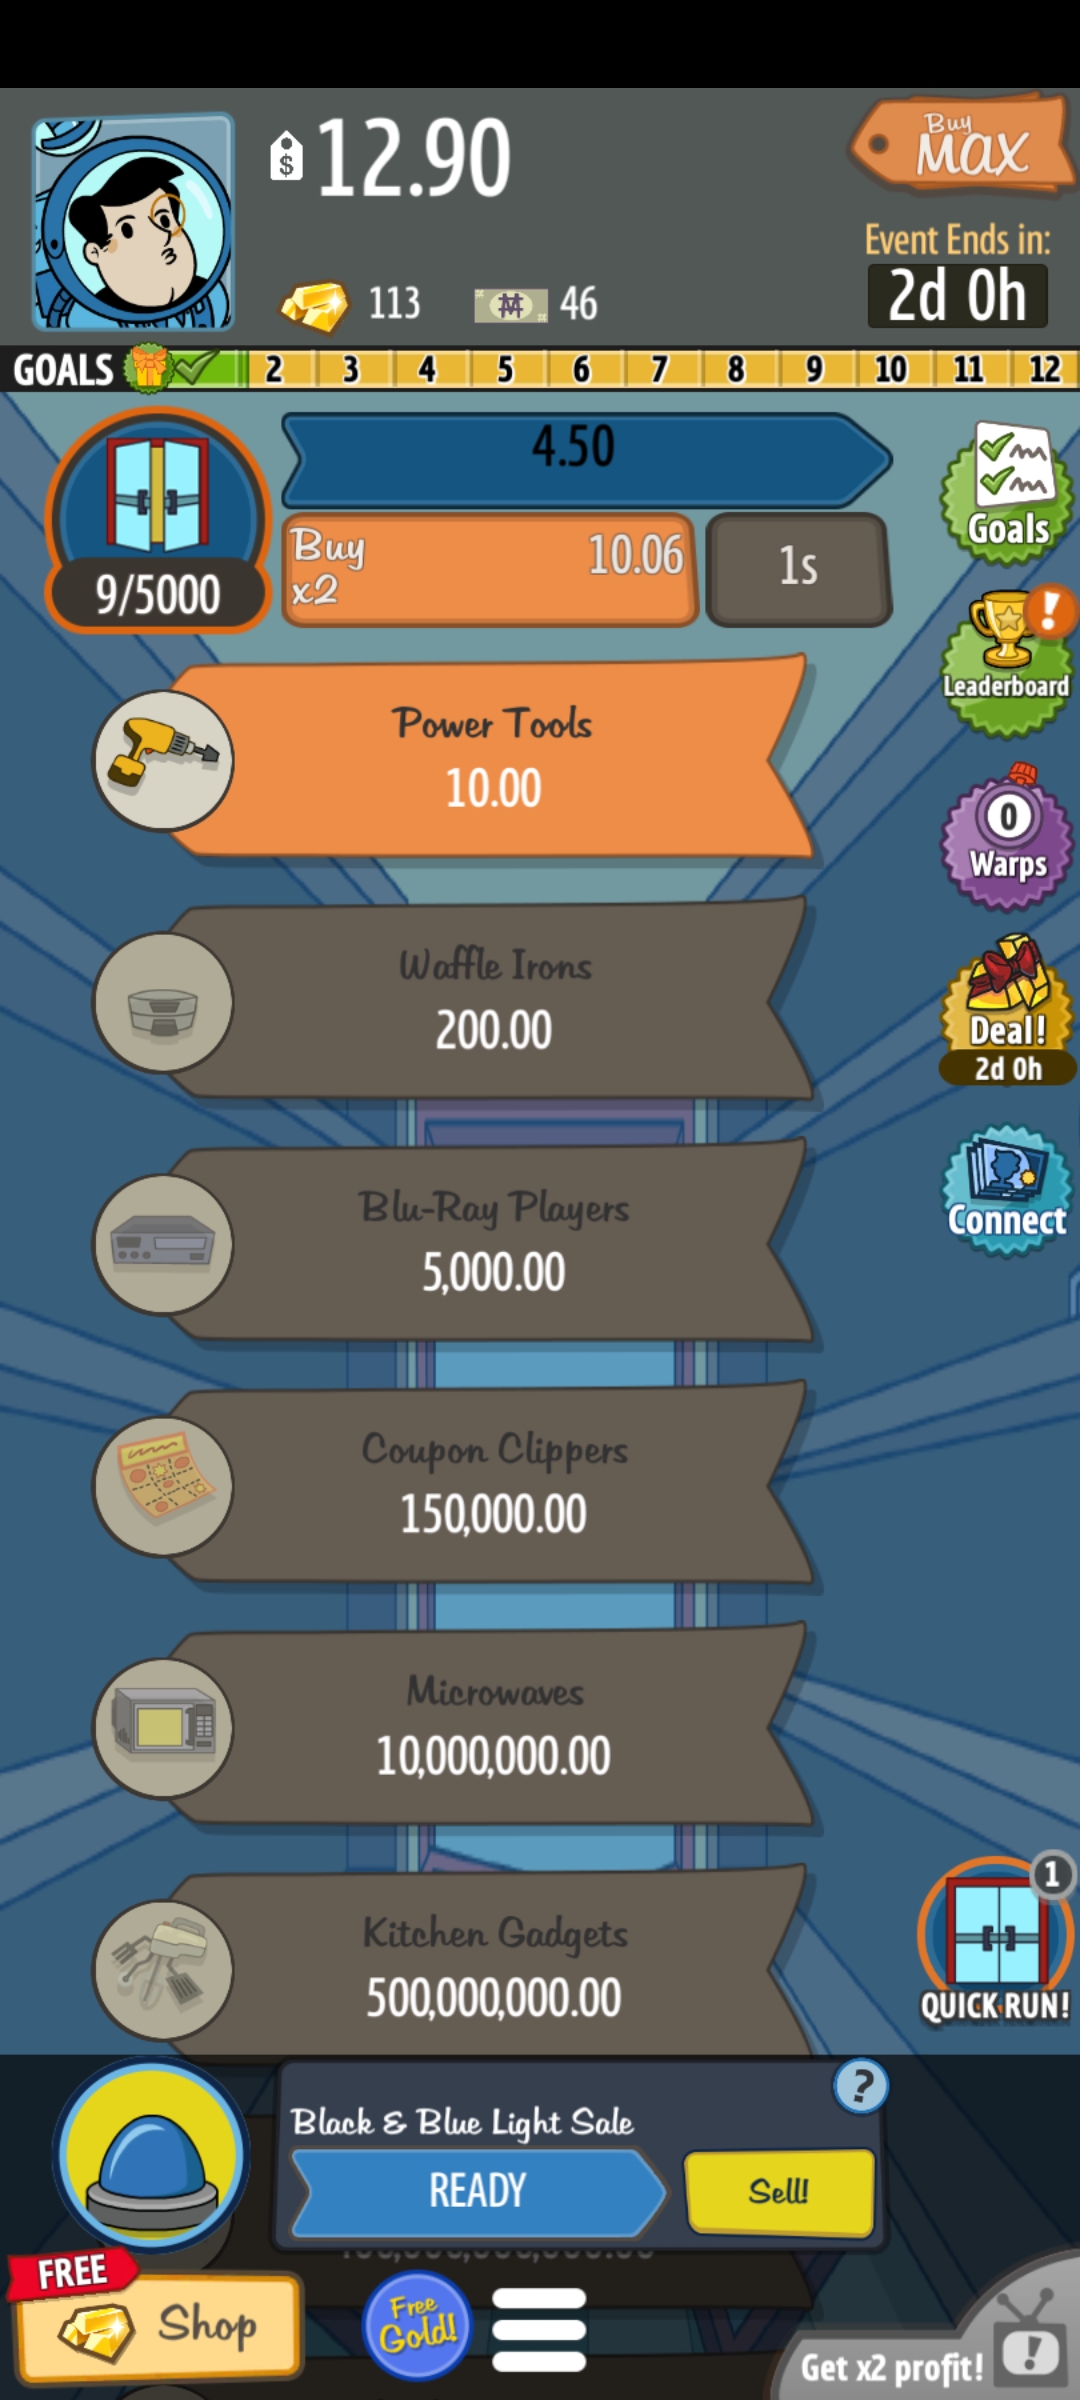 $ 12.90
Buy
Max
Event Ends in:
2d 0h
113
46
GOALS 2 3 4 5 6 7 8 9 10 11 12
4.50
Buy
x2
10.06
1s
9/5000
Goals
Power Tools
10.00
!
Leaderboard
0
Warps
Waffle Irons
200.00
Deal!
2d 0h
Blu-Ray Players
5,000.00
Connect
Coupon Clippers
150,000.00
Microwaves
10,000,000.00
1
QUICK RUN!
Kitchen Gadgets
500,000,000.00
?
Black & Blue Light Sale
READY
Sell!
FREE
Shop
Free
Gold!
Get x2 profit!
!